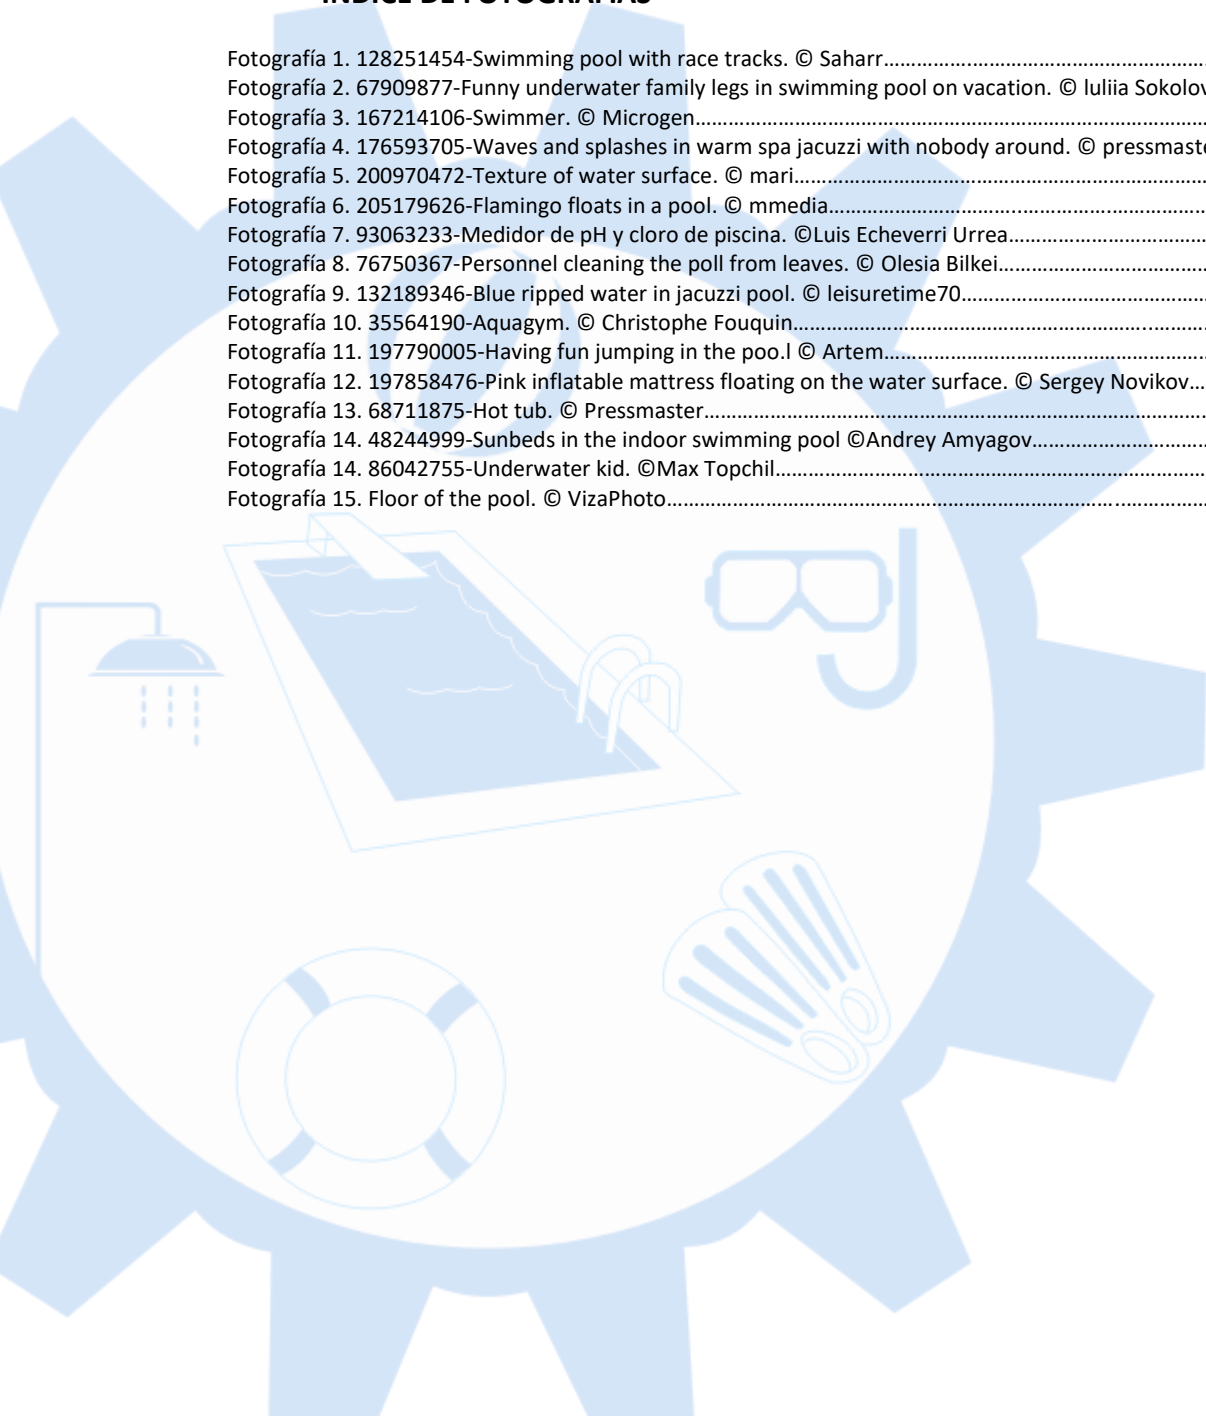 ÍNDICE DE FOTOGRAFÍAS
Fotografía 1. 128251454-Swimming pool with race tracks. © Saharr................................................................
Fotografía 2. 67909877-Funny underwater family legs in swimming pool on vacation. © luliia Sokolov
Fotografía 3. 167214106-Swimmer. © Microgen................................................................
Fotografía 4. 176593705-Waves and splashes in warm spa jacuzzi with nobody around. © pressmaste
Fotografía 5. 200970472-Texture of water surface. © mari................................................................
Fotografía 6. 205179626-Flamingo floats in a pool. © mmedia................................................................
Fotografía 7. 93063233-Medidor de pH y cloro de piscina. ©Luis Echeverri Urrea................................................
Fotografía 8. 76750367-Personnel cleaning the poll from leaves. © Olesia Bilkei................................................
Fotografía 9. 132189346-Blue ripped water in jacuzzi pool. © leisuretime70................................................
Fotografía 10. 35564190-Aquagym. © Christophe Fouquin................................................................
Fotografía 11. 197790005-Having fun jumping in the poo.l © Artem................................................................
Fotografía 12. 197858476-Pink inflatable mattress floating on the water surface. © Sergey Novikov...
Fotografía 13. 68711875-Hot tub. © Pressmaster................................................................
Fotografía 14. 48244999-Sunbeds in the indoor swimming pool ©Andrey Amyagov................................
Fotografía 14. 86042755-Underwater kid. ©Max Topchil................................................................
Fotografía 15. Floor of the pool. © VizaPhoto................................................................